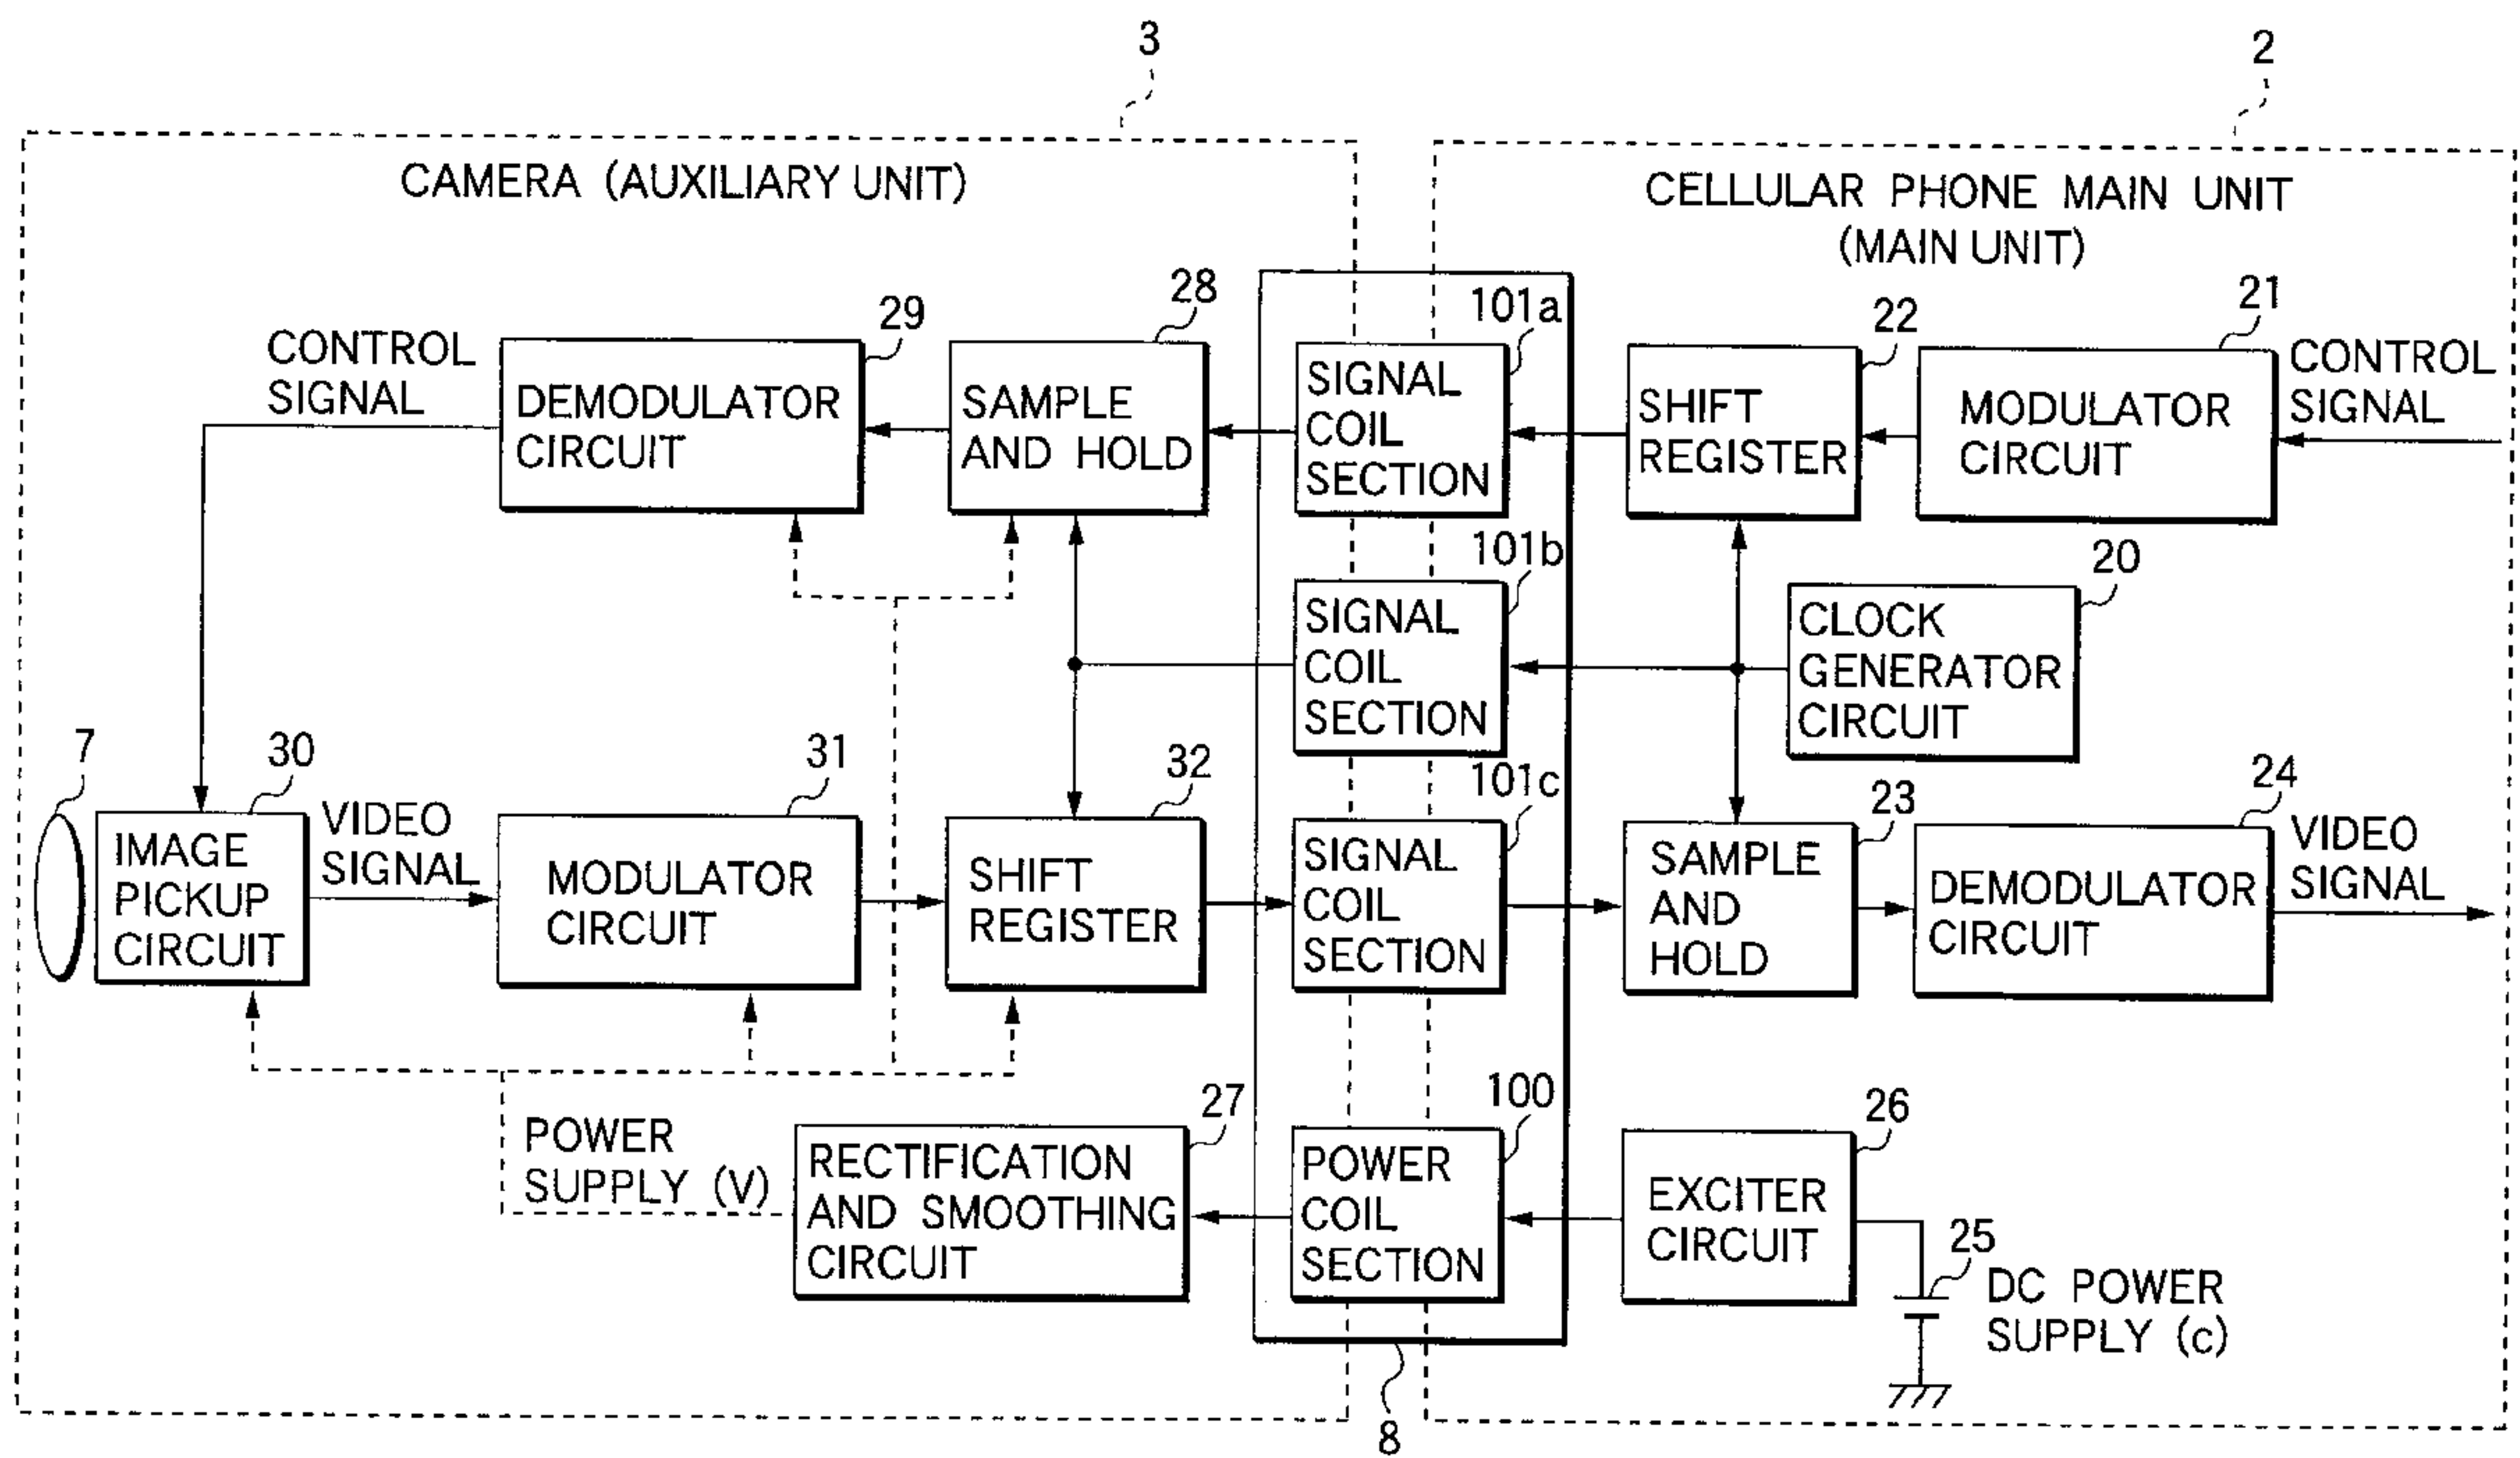 3
2
CAMERA (AUXILIARY UNIT)
CELLULAR PHONE MAIN UNIT
(MAIN UNIT)
CONTROL
SIGNAL
29
DEMODULATOR
CIRCUIT
28
SAMPLE
AND HOLD
101a
SIGNAL
COIL
SECTION
22
SHIFT
REGISTER
21
MODULATOR
CIRCUIT
CONTROL
SIGNAL
101b
SIGNAL
COIL
SECTION
20
CLOCK
GENERATOR
CIRCUIT
7
30
IMAGE
PICKUP
CIRCUIT
VIDEO
SIGNAL
31
MODULATOR
CIRCUIT
32
SHIFT
REGISTER
101c
SIGNAL
COIL
SECTION
23
SAMPLE
AND
HOLD
24
DEMODULATOR
CIRCUIT
VIDEO
SIGNAL
POWER
SUPPLY (V)
27
RECTIFICATION
AND SMOOTHING
CIRCUIT
100
POWER
COIL
SECTION
26
EXCITER
CIRCUIT
25
DC POWER
SUPPLY (c)
8